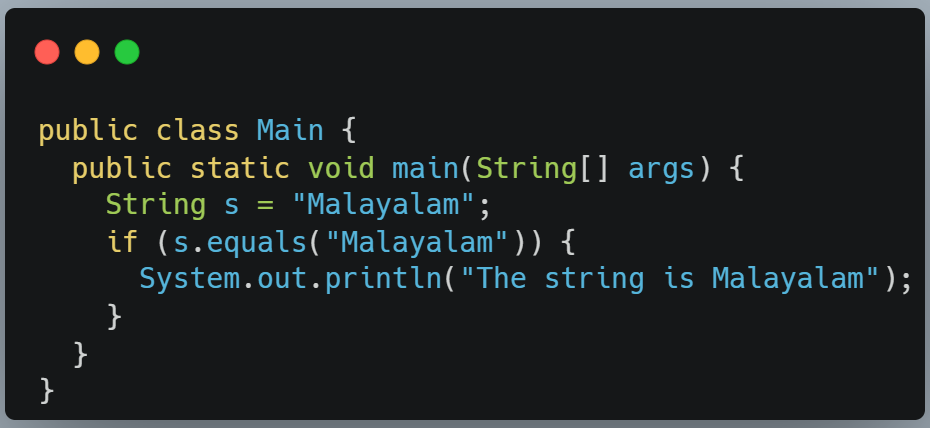 public class Main {
  public static void main(String[] args) {
    String s = "Malayalam";
    if (s.equals("Malayalam")) {
      System.out.println("The string is Malayalam");
    }
  }
}